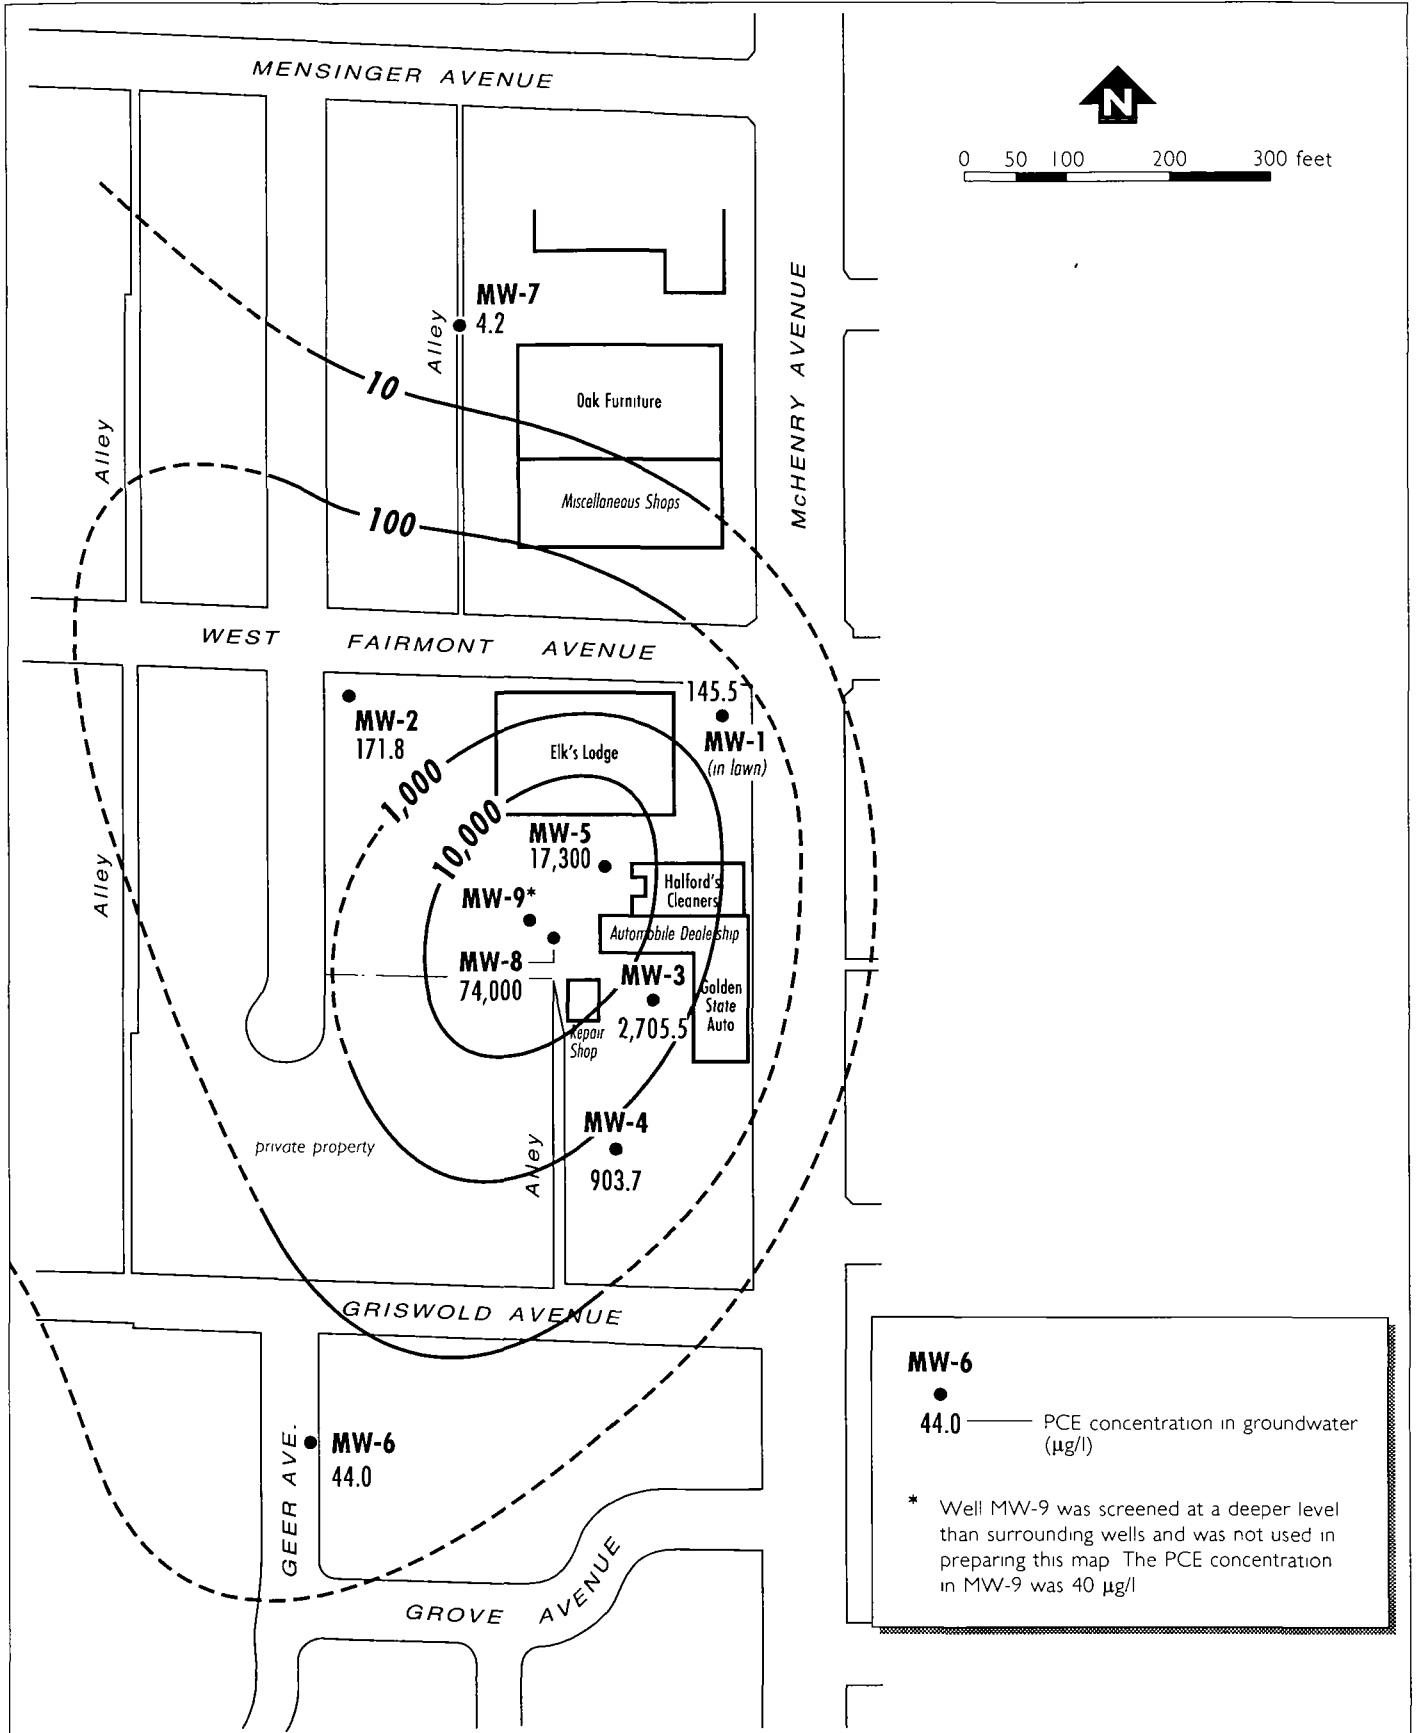 MENSINGER AVENUE
N
0 50 100 200 300 feet
McHENRY AVENUE
MW-7
4.2
Alley
10
Oak Furniture
Alley
Miscellaneous Shops
100
WEST FAIRMONT AVENUE
145.5
MW-1
(in lawn)
MW-2
171.8
Elk's Lodge
1,000
10,000
MW-5
17,300
Halford's
Cleaners
Alley
MW-9*
Automobile Dealership
MW-8
74,000
MW-3
2,705.5
Golden
State
Auto
Repair
Shop
MW-4
903.7
private property
Alley
GRISWOLD AVENUE
MW-6
44.0
GEER AVE.
GROVE AVENUE
MW-6
44.0
PCE concentration in groundwater
(µg/l)
* Well MW-9 was screened at a deeper level
than surrounding wells and was not used in
preparing this map The PCE concentration
in MW-9 was 40 µg/l